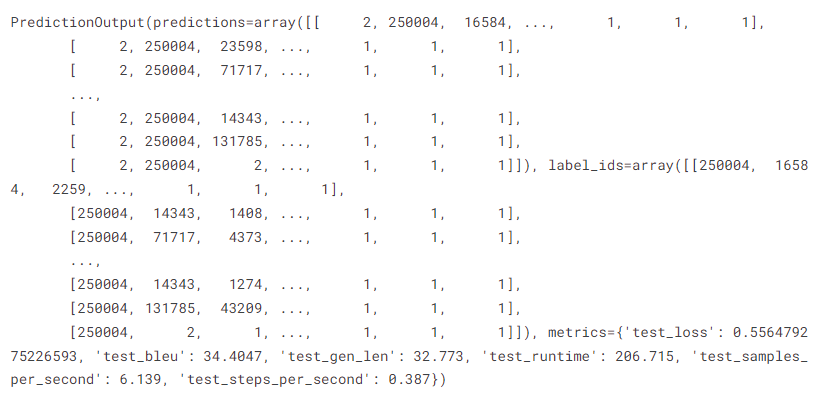 PredictionOutput(predictions=array([[     2, 250004,  16584, ...,      1,      1,      1],
       [     2, 250004,  23598, ...,      1,      1,      1],
       [     2, 250004,  71717, ...,      1,      1,      1],
       ...,
       [     2, 250004,  14343, ...,      1,      1,      1],
       [     2, 250004, 131785, ...,      1,      1,      1],
       [     2, 250004,      2, ...,      1,      1,      1]]), label_ids=array([[250004,  1658
4,   2259, ...,      1,      1,      1],
       [250004,  14343,   1408, ...,      1,      1,      1],
       [250004,  71717,   4373, ...,      1,      1,      1],
       ...,
       [250004,  14343,   1274, ...,      1,      1,      1],
       [250004, 131785,  43209, ...,      1,      1,      1],
       [250004,      2,      1, ...,      1,      1,      1]]), metrics={'test_loss': 0.5564792
75226593, 'test_bleu': 34.4047, 'test_gen_len': 32.773, 'test_runtime': 206.715, 'test_samples_
per_second': 6.139, 'test_steps_per_second': 0.387})